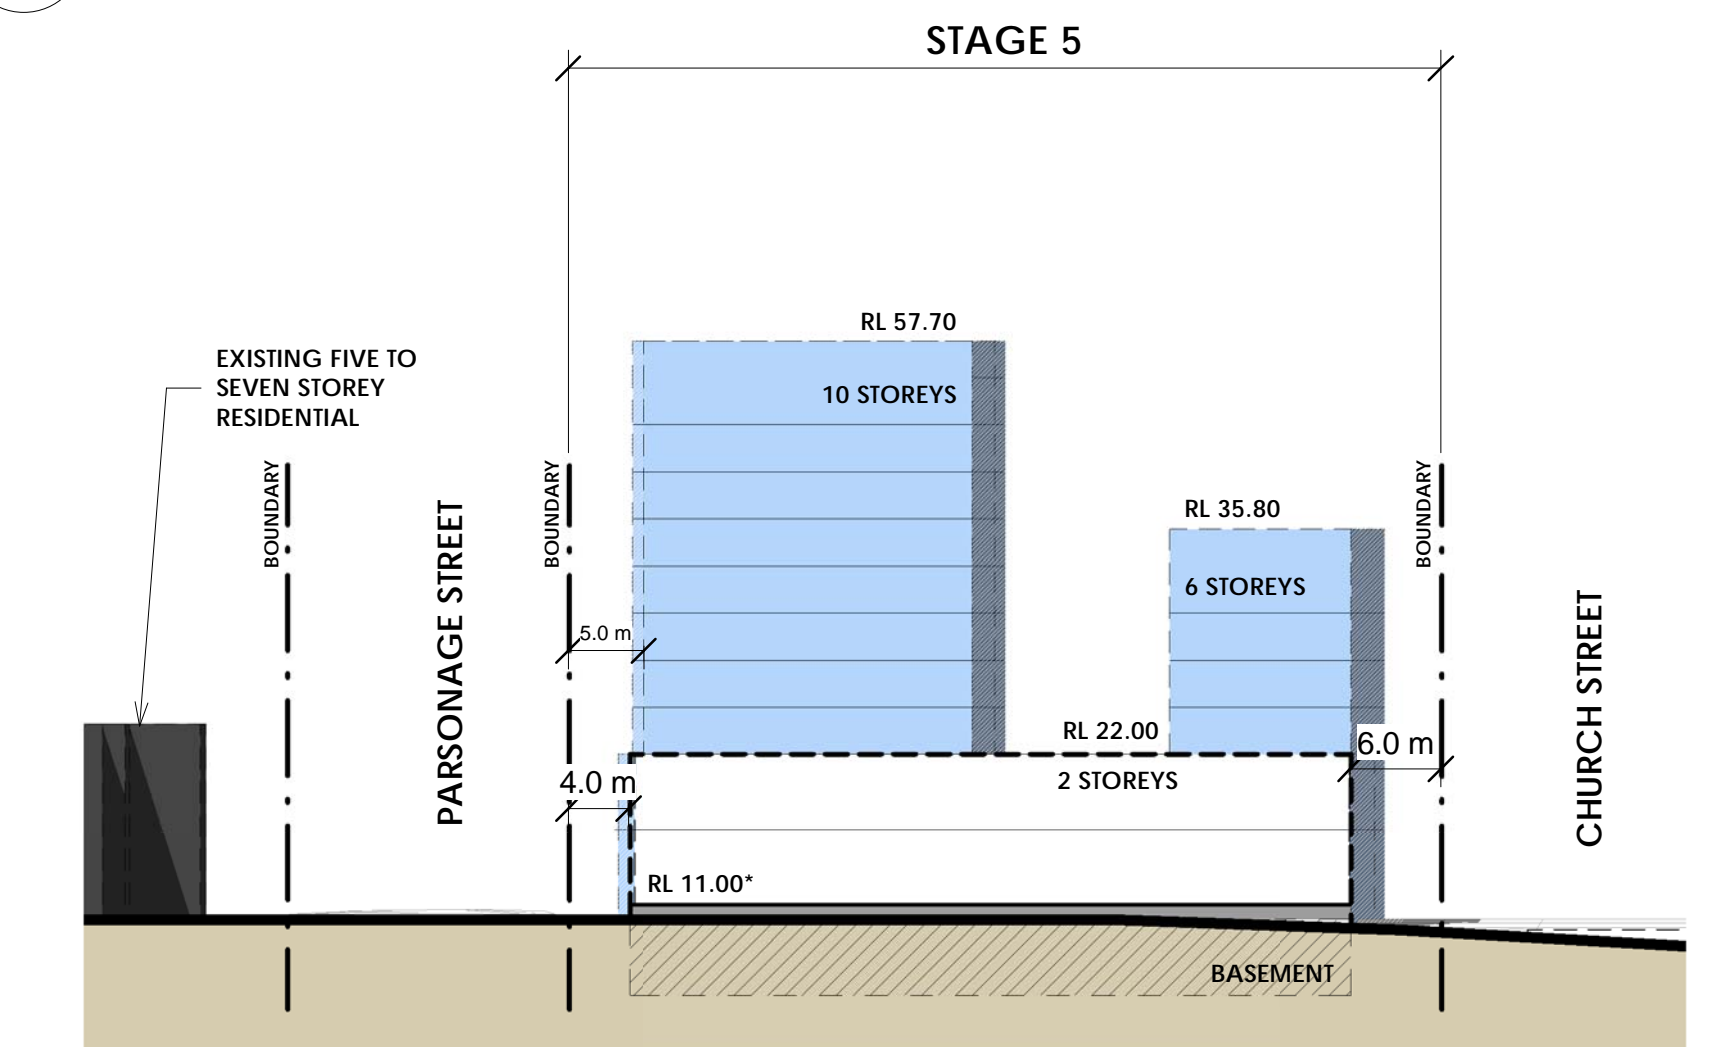 STAGE 5
RL 57.70
10 STOREYS
EXISTING FIVE TO
SEVEN STOREY
RESIDENTIAL
BOUNDARY
PARSONAGE STREET
BOUNDARY
RL 35.80
6 STOREYS
BOUNDARY
CHURCH STREET
5.0 m
RL 22.00
6.0 m
4.0 m
2 STOREYS
RL 11.00*
BASEMENT